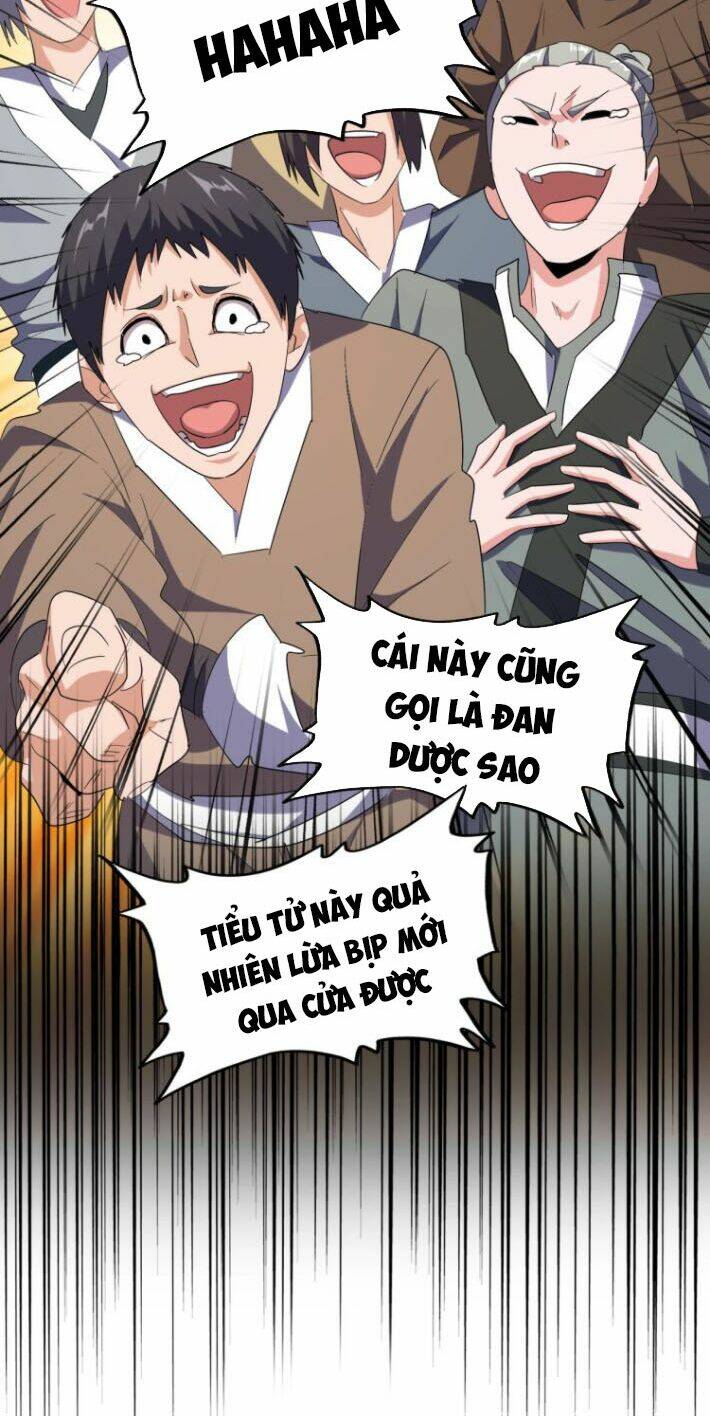 HAHAHA
CÁI NÀY CŨNG
GỌI LÀ ĐAN
DƯỢC SAO
TIỂU TỬ NÀY QUẢ
NHIÊN LỪA BỊP MỚI
QUA CỬA ĐƯỢC